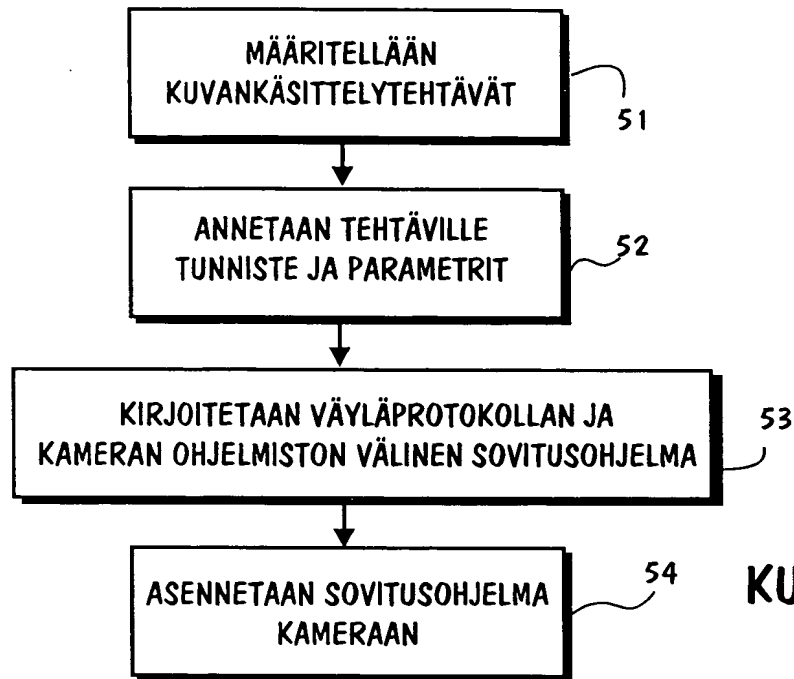 MÄÄRITELLÄÄN
KUVANKÄSITTELYTEHTÄVÄT
51
ANNETAAN TEHTÄVILLE
TUNNISTE JA PARAMETRIT
52
KIRJOITETAAN VÄYLÄPROTOKOLLAN JA
KAMERAN OHJELMISTON VÄLINEN SOVITUSOHJELMA
53
ASENNETAAN SOVITUSOHJELMA
KAMERAAN
54
KU